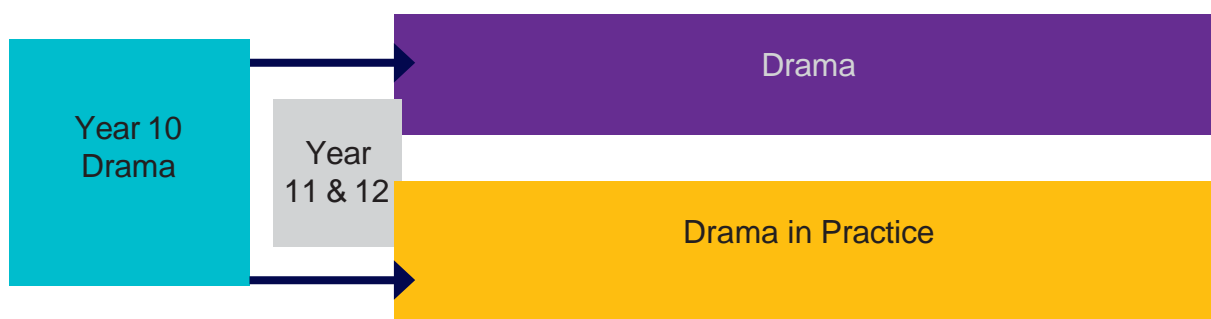 Year 10
Drama
Year
11 & 12
Drama
Drama in Practice